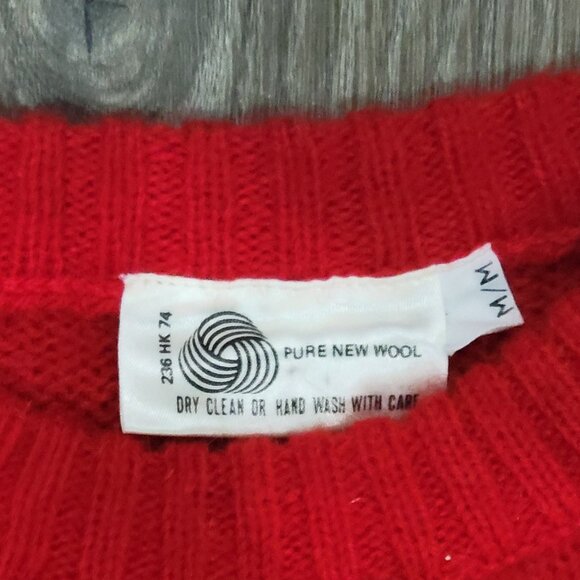 236 HK 74
PURE NEW WOOL
DRY CLEAN OR HAND WASH WITH CARE
M/M